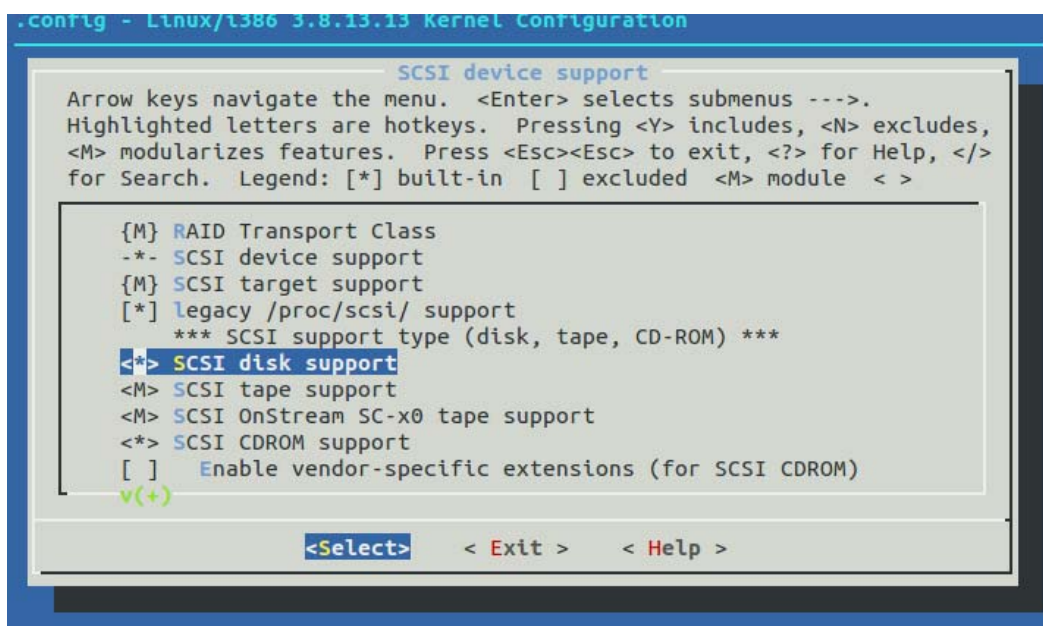 .config - Linux/i386 3.8.13.13 Kernel Configuration
SCSI device support
Arrow keys navigate the menu.  <Enter> selects submenus --->.
Highlighted letters are hotkeys.  Pressing <Y> includes, <N> excludes,
<M> modularizes features.  Press <Esc><Esc> to exit, <?> for Help, </>
for Search.  Legend: [*] built-in  [ ] excluded  <M> module  < >
{M} RAID Transport Class
-*- SCSI device support
{M} SCSI target support
[*] legacy /proc/scsi/ support
*** SCSI support type (disk, tape, CD-ROM) ***
<*> SCSI disk support
<M> SCSI tape support
<M> SCSI OnStream SC-x0 tape support
<*> SCSI CDROM support
[ ]   Enable vendor-specific extensions (for SCSI CDROM)
v(+)
<Select>    < Exit >    < Help >